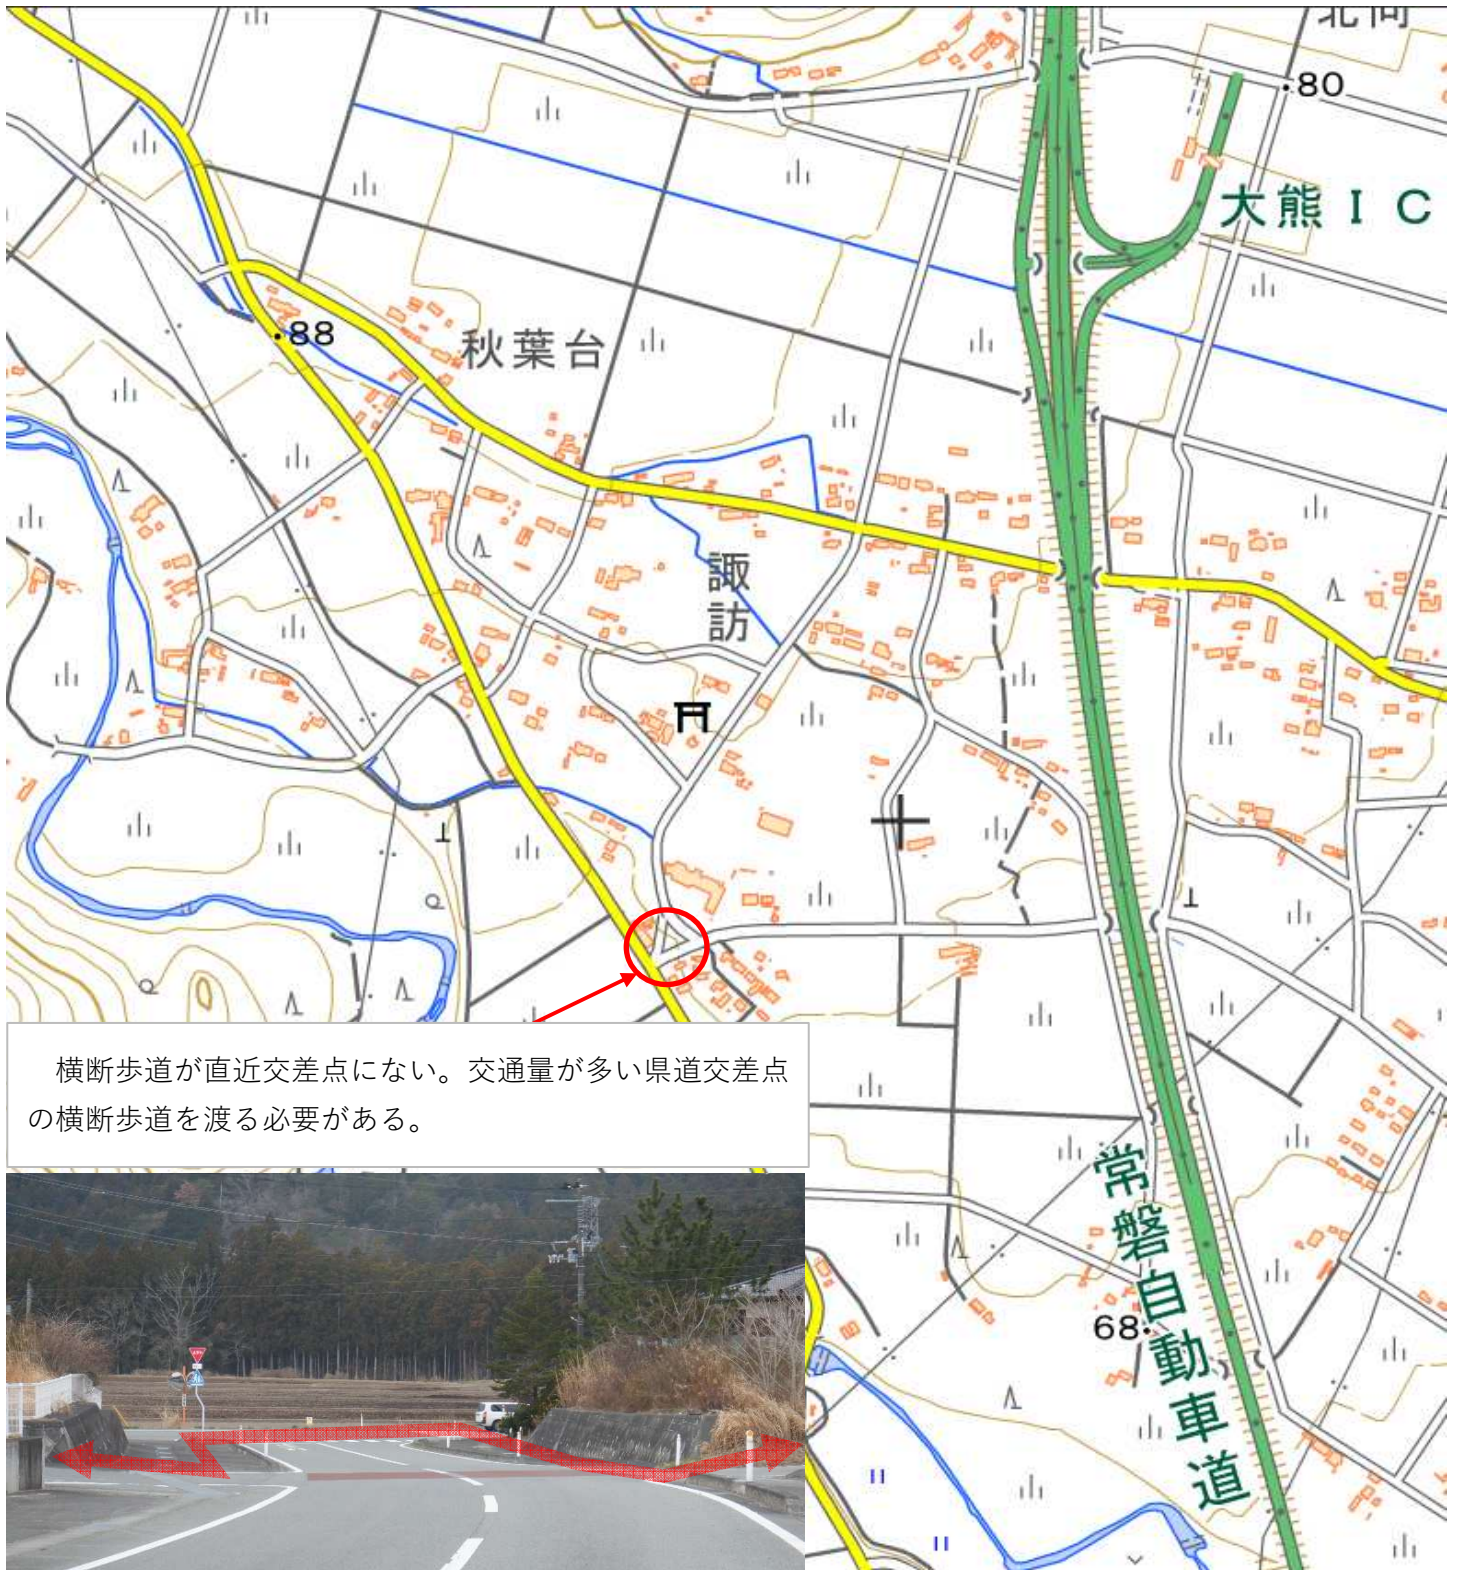 北向
80
大熊IC
88
秋葉台
諏訪
横断歩道が直近交差点にない。交通量が多い県道交差点
の横断歩道を渡る必要がある。
常磐自動車道
68